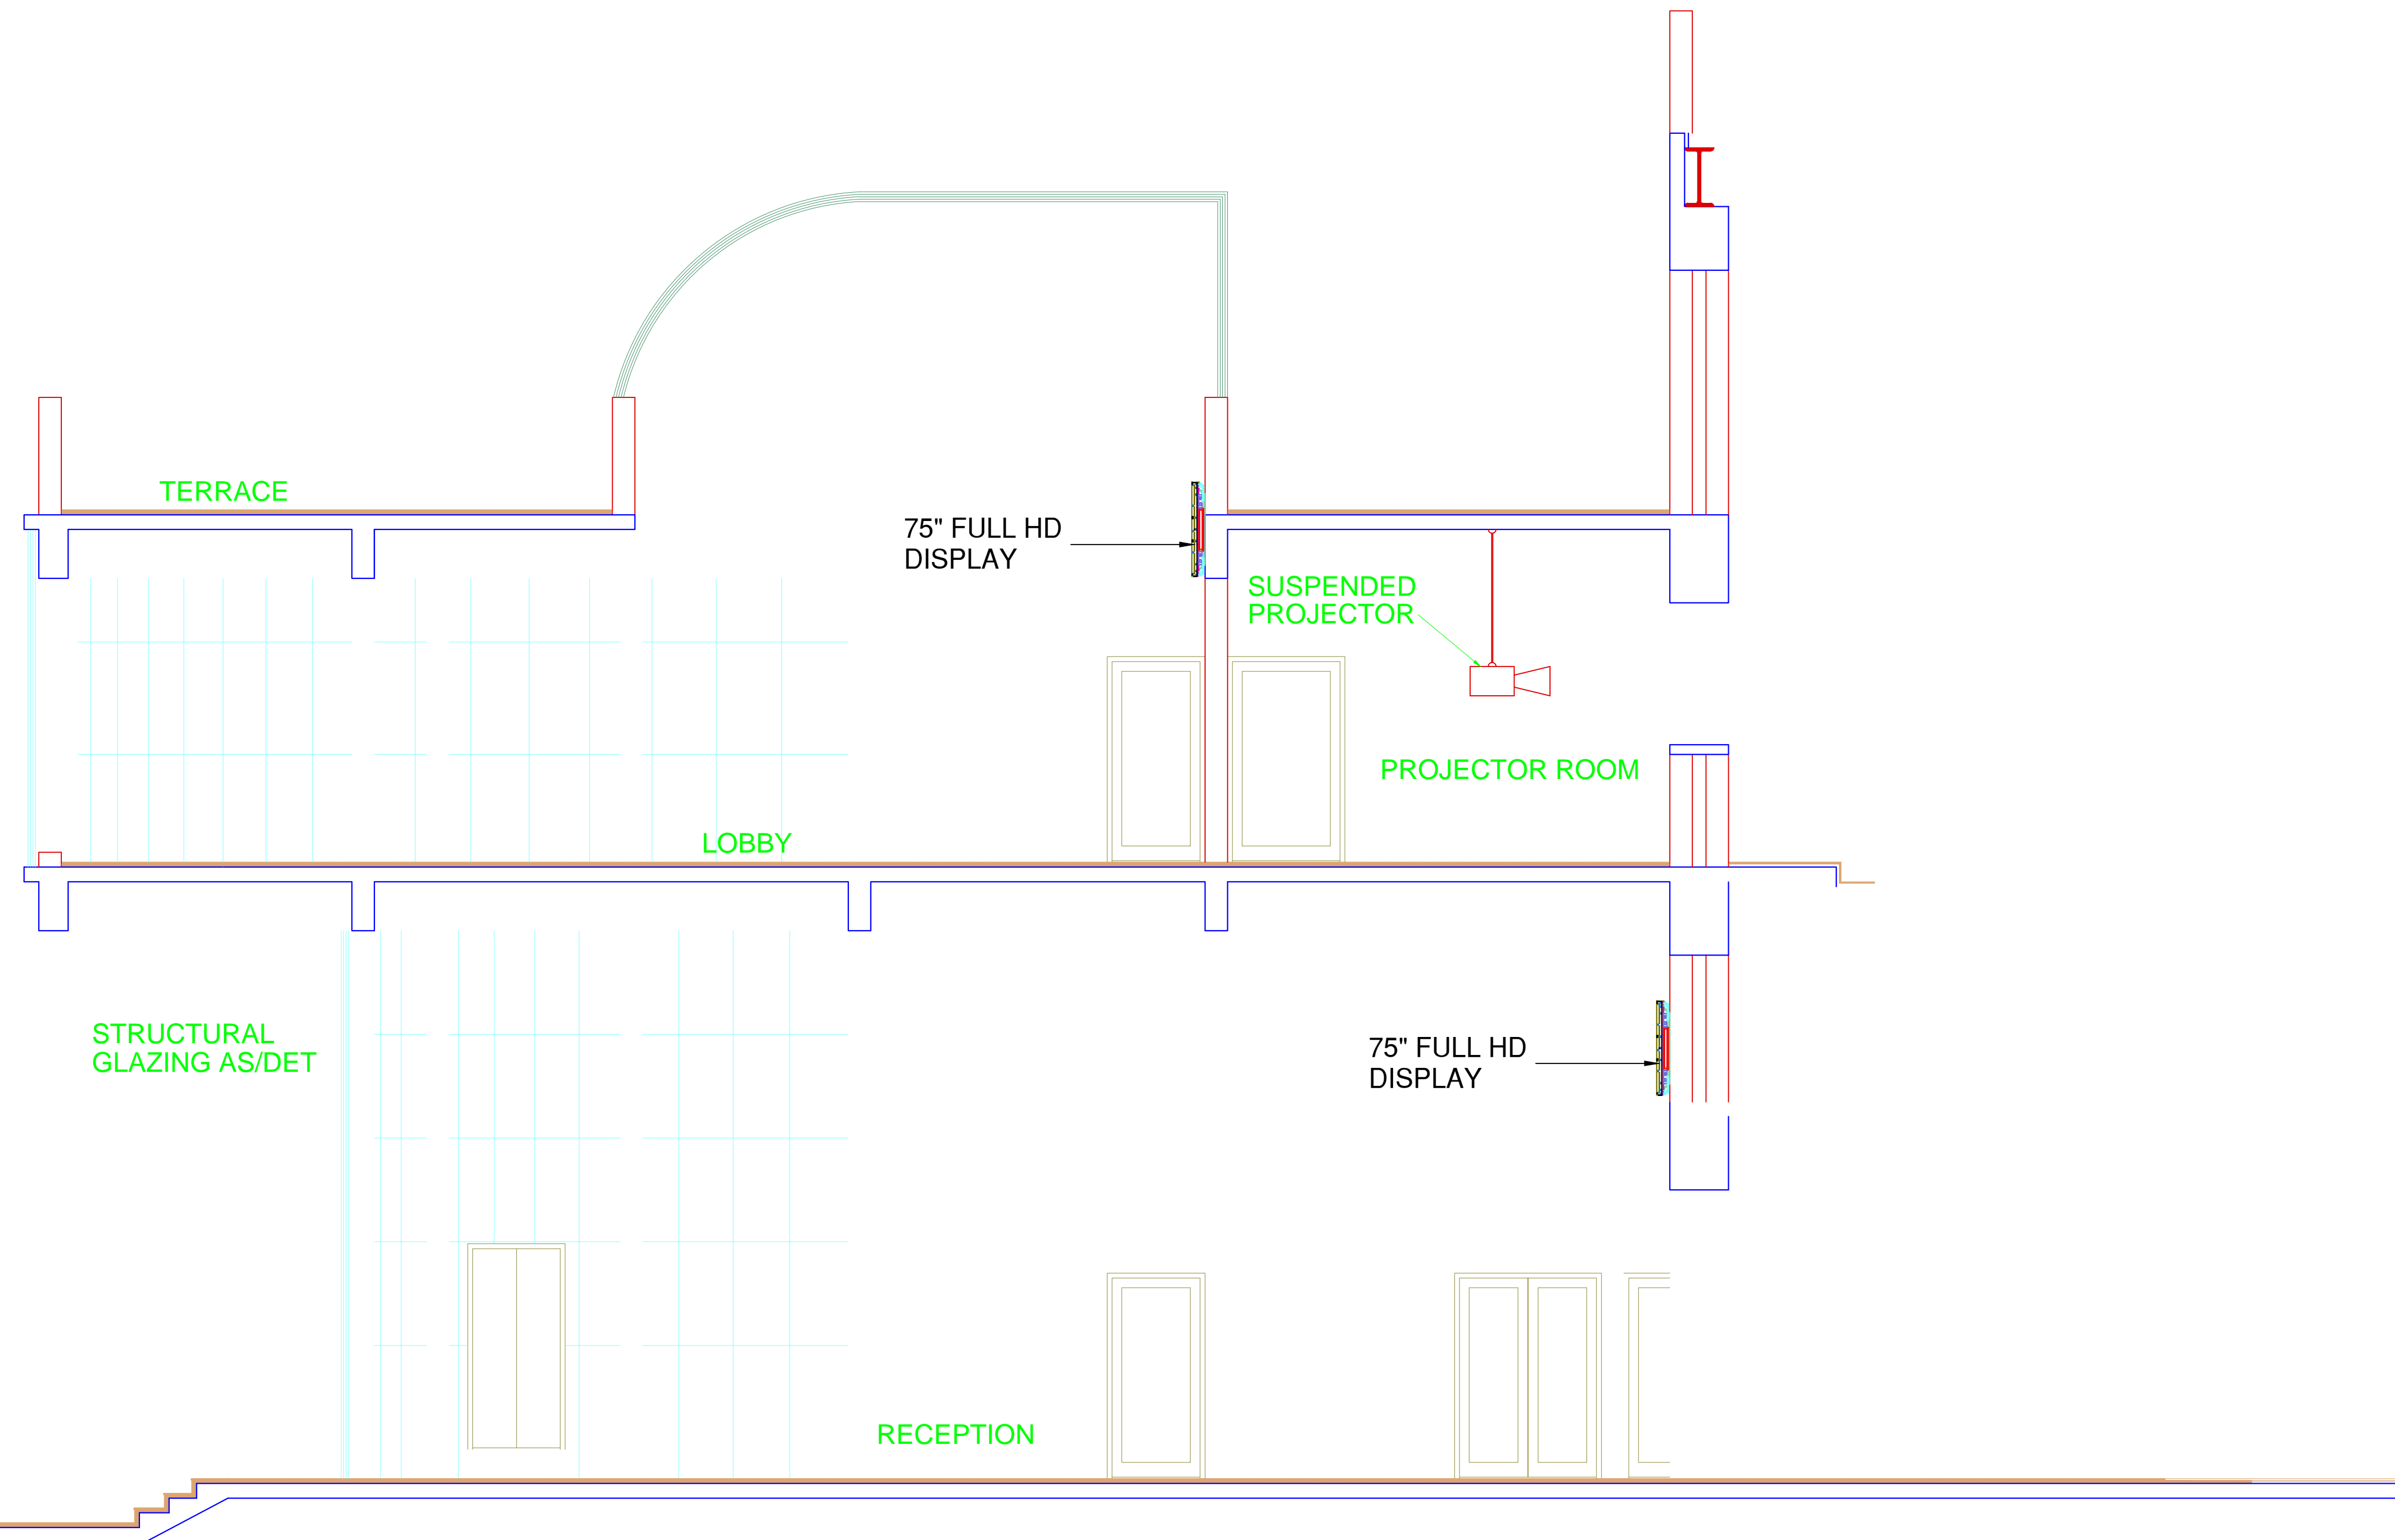 TERRACE
75" FULL HD
DISPLAY
SUSPENDED
PROJECTOR
PROJECTOR ROOM
LOBBY
STRUCTURAL
GLAZING AS/DET
75" FULL HD
DISPLAY
RECEPTION